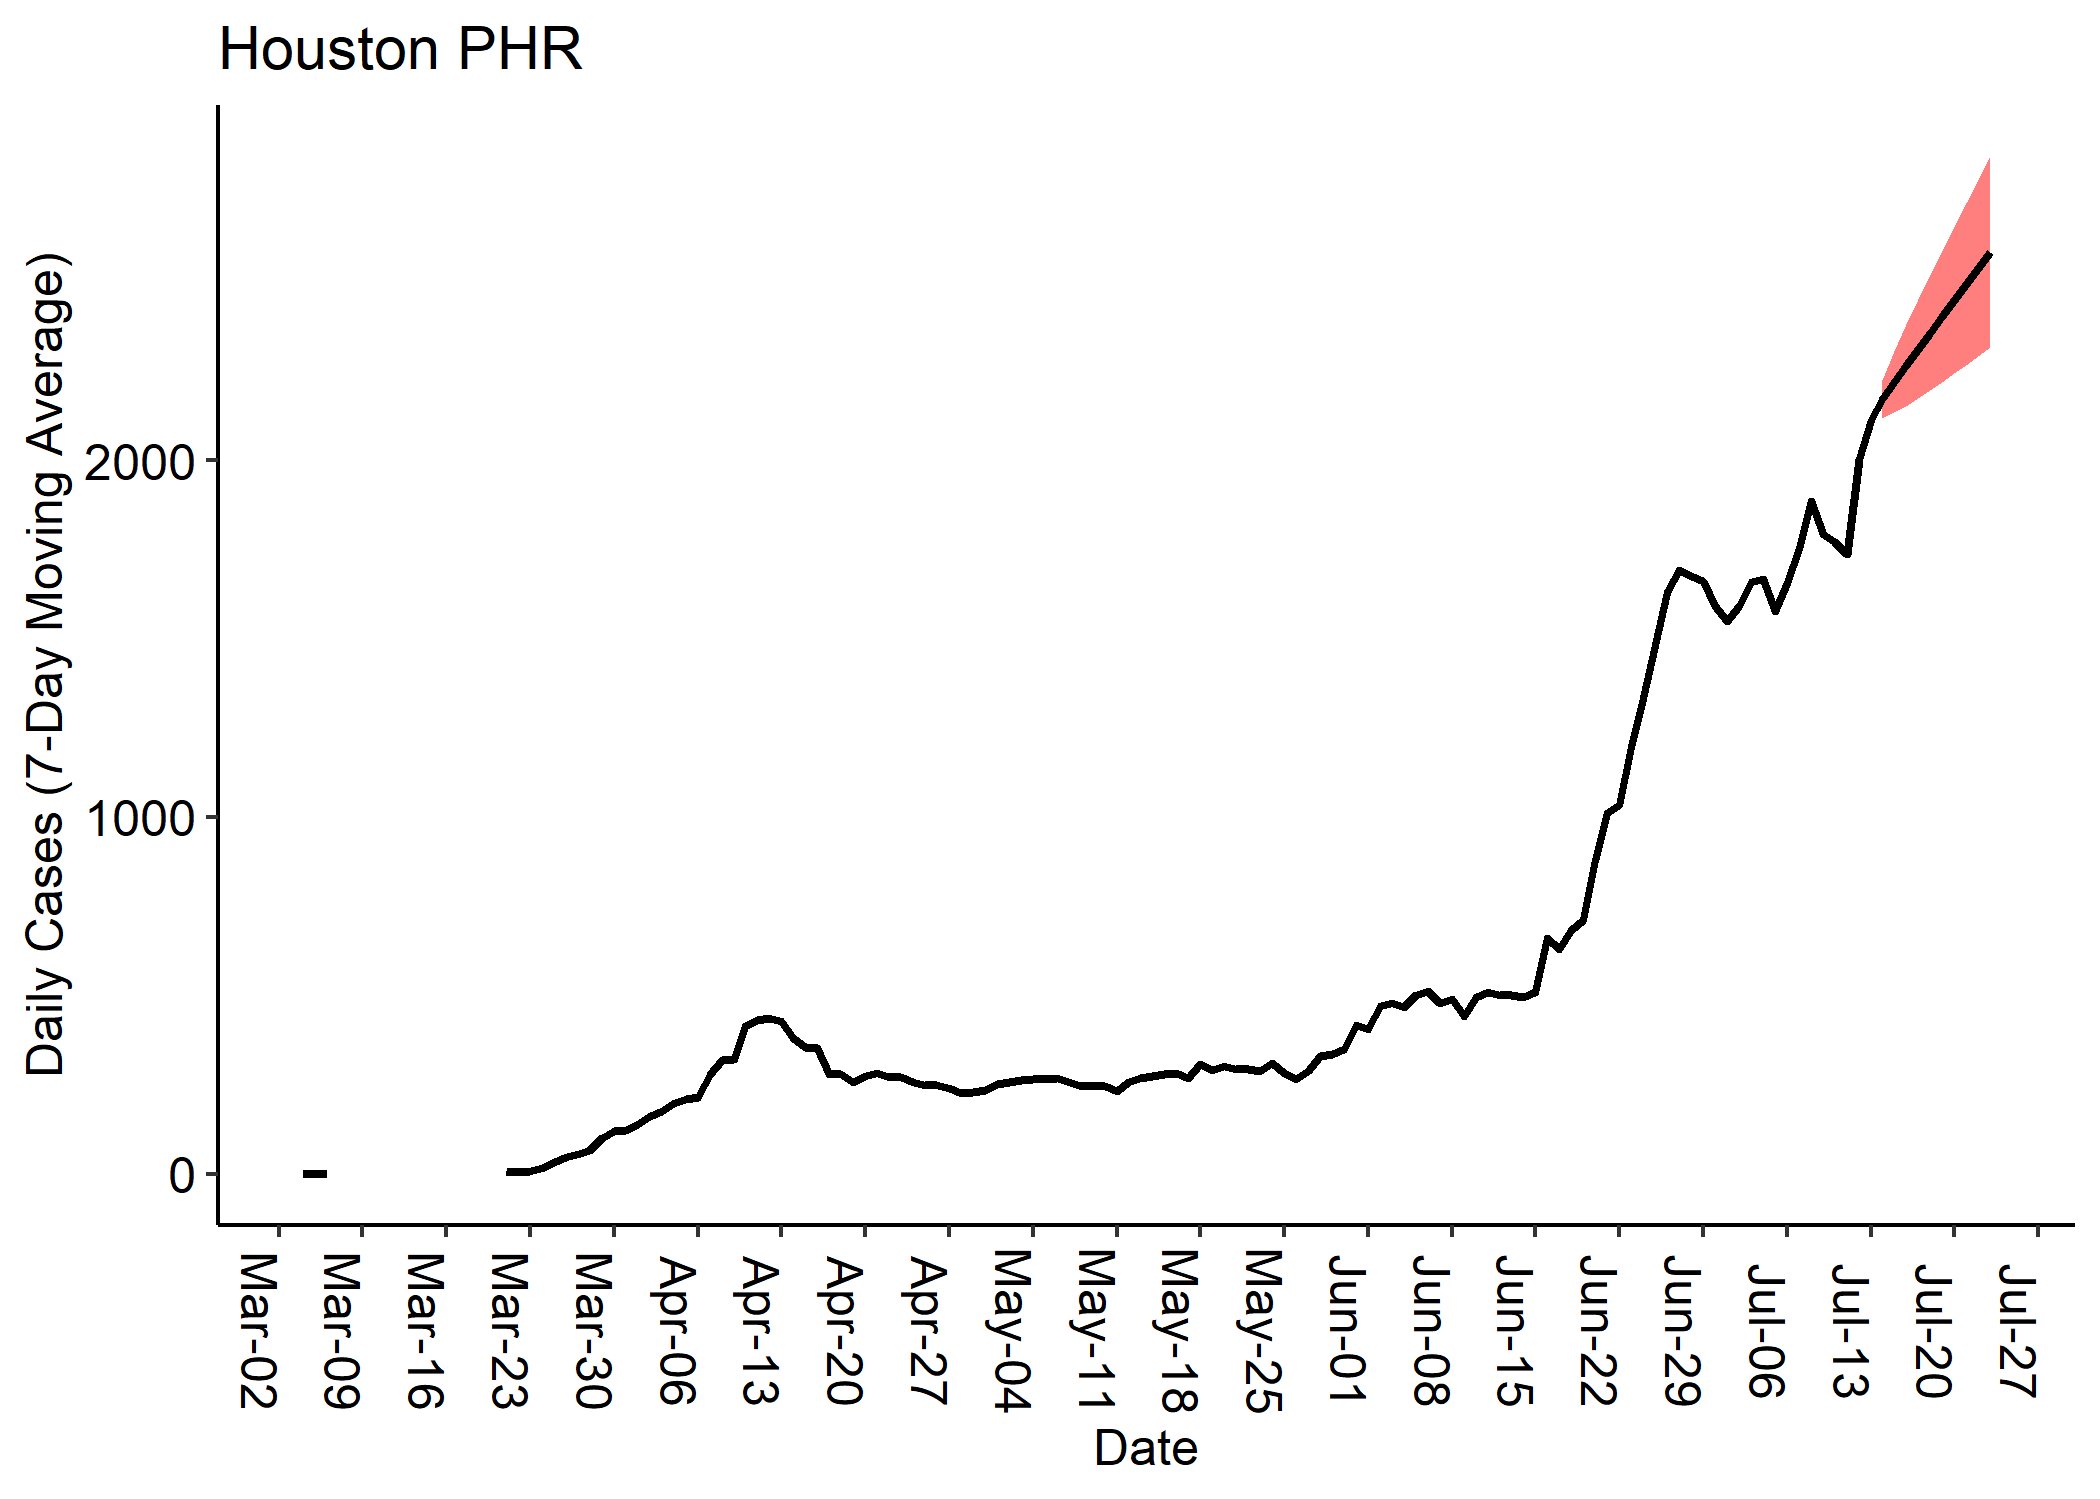 Houston PHR
Daily Cases (7-Day Moving Average)
2000
1000
0
Mar-02
Mar-09
Mar-16
Mar-23
Mar-30
Apr-06
Apr-13
Apr-20
Apr-27
May-04
May-11
May-18
May-25
Jun-01
Jun-08
Jun-15
Jun-22
Jun-29
Jul-06
Jul-13
Jul-20
Jul-27
Date